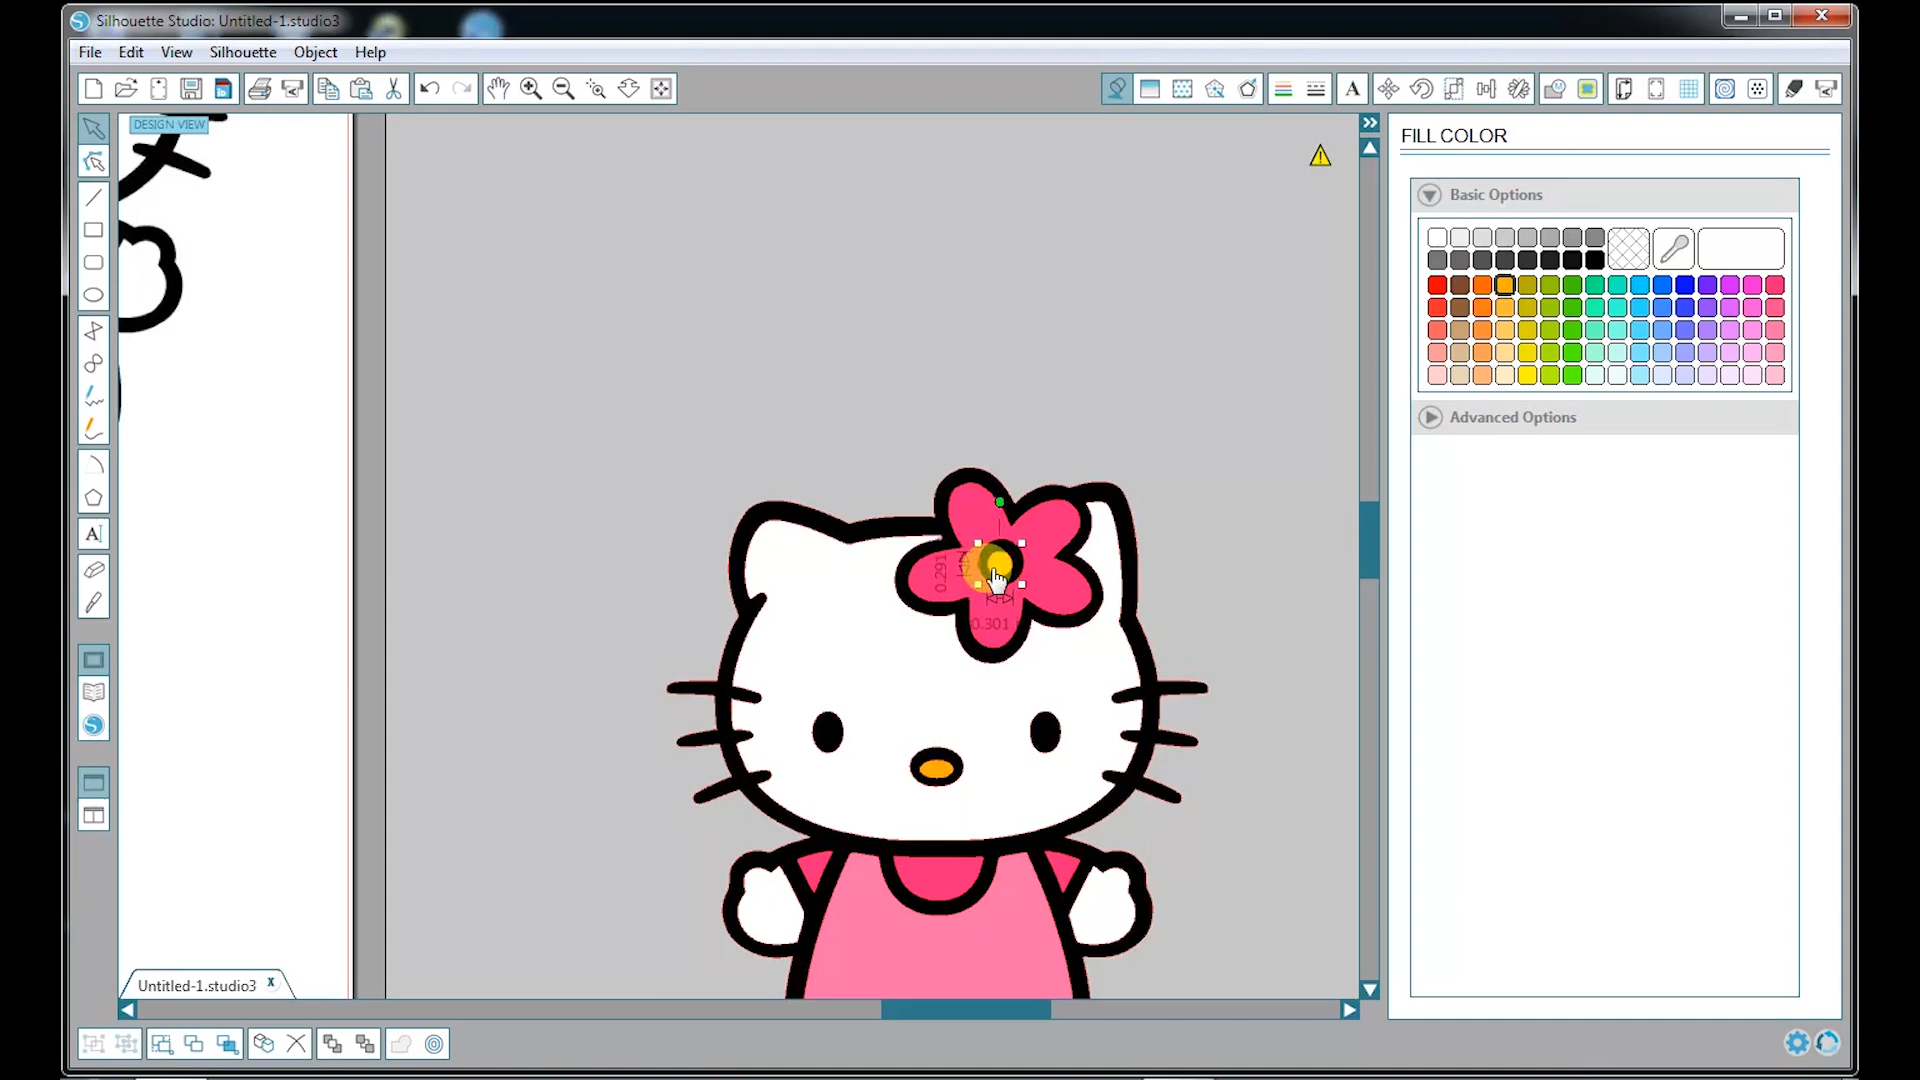 Silhouette Studio: Untitled-1.studio3
File Edit View Silhouette Object Help
DESIGN VIEW
FILL COLOR
Basic Options
Advanced Options
0.291
0.301
Untitled-1.studio3 x